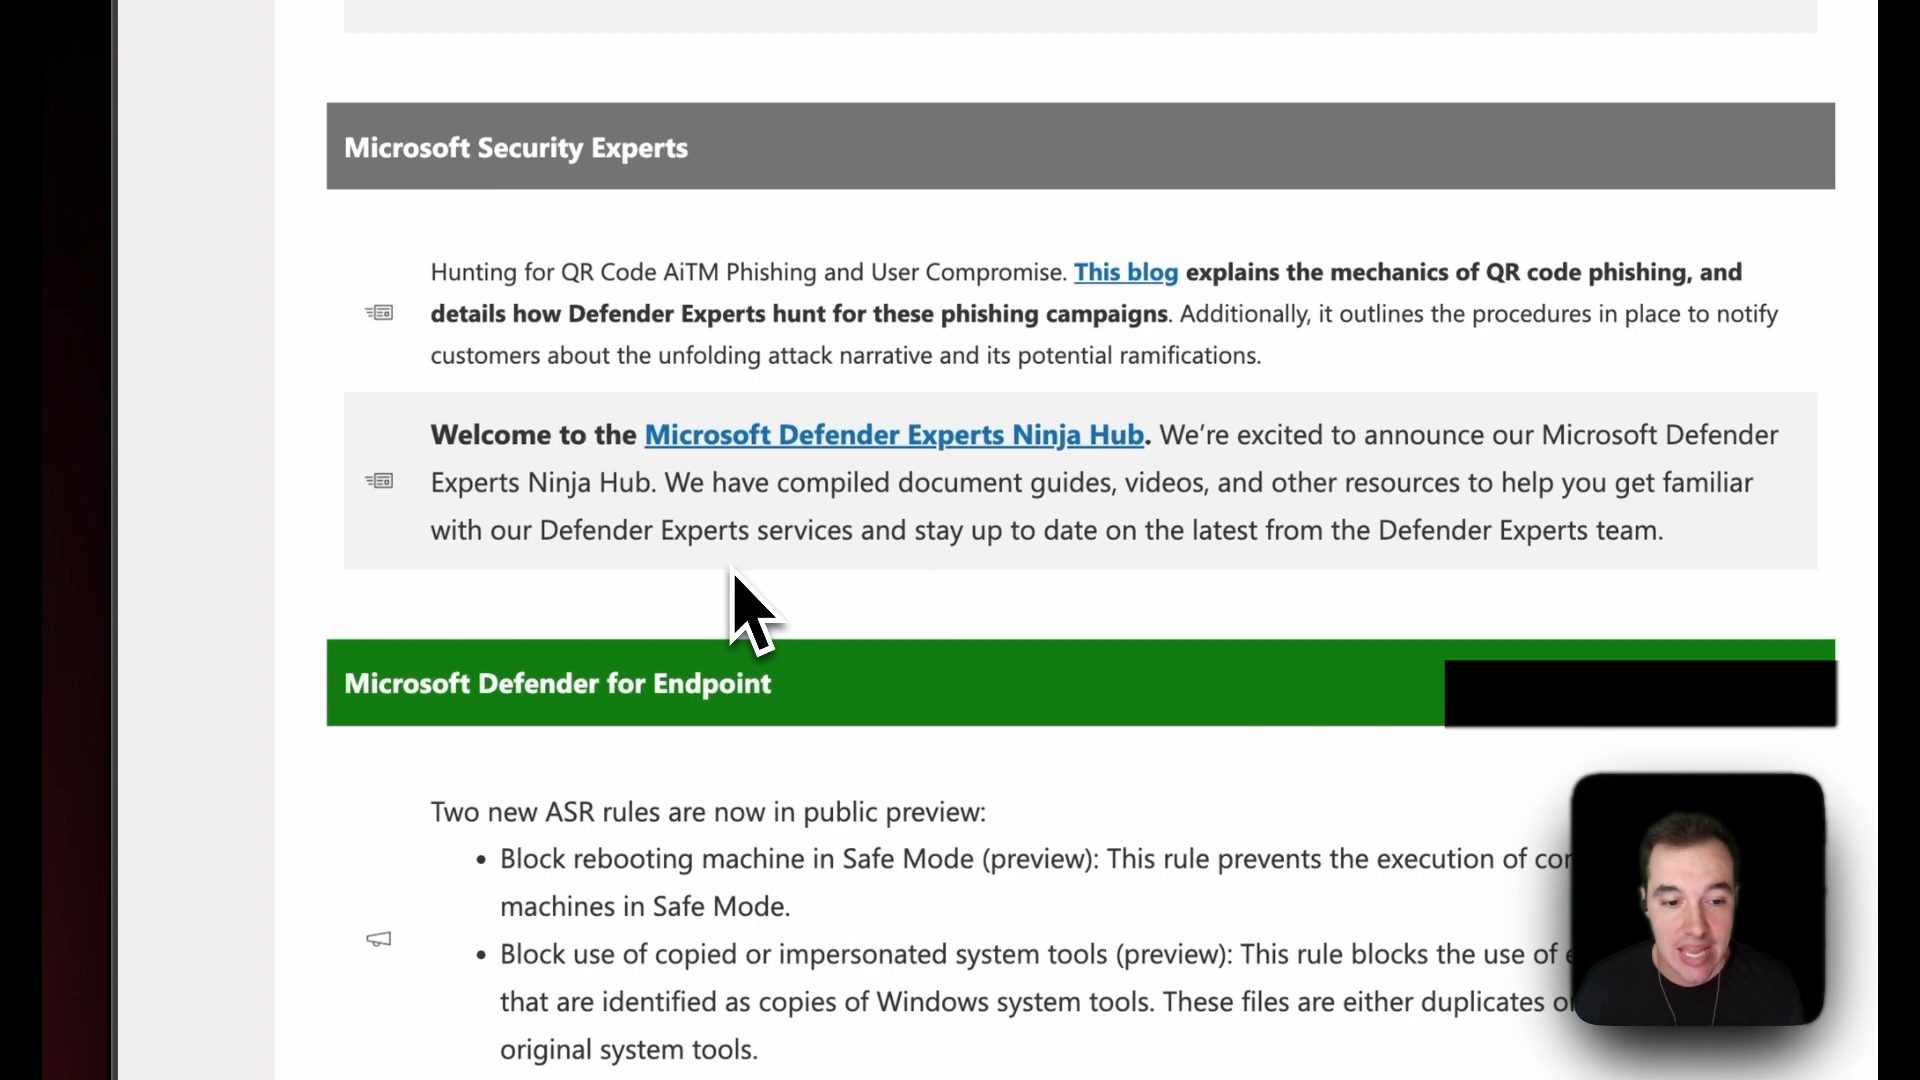 Microsoft Security Experts
Hunting for QR Code AiTM Phishing and User Compromise. This blog explains the mechanics of QR code phishing, and
details how Defender Experts hunt for these phishing campaigns. Additionally, it outlines the procedures in place to notify
customers about the unfolding attack narrative and its potential ramifications.
Welcome to the Microsoft Defender Experts Ninja Hub. We’re excited to announce our Microsoft Defender
Experts Ninja Hub. We have compiled document guides, videos, and other resources to help you get familiar
with our Defender Experts services and stay up to date on the latest from the Defender Experts team.
Microsoft Defender for Endpoint
Two new ASR rules are now in public preview:
• Block rebooting machine in Safe Mode (preview): This rule prevents the execution of
machines in Safe Mode.
• Block use of copied or impersonated system tools (preview): This rule blocks the use of
that are identified as copies of Windows system tools. These files are either duplicates
original system tools.